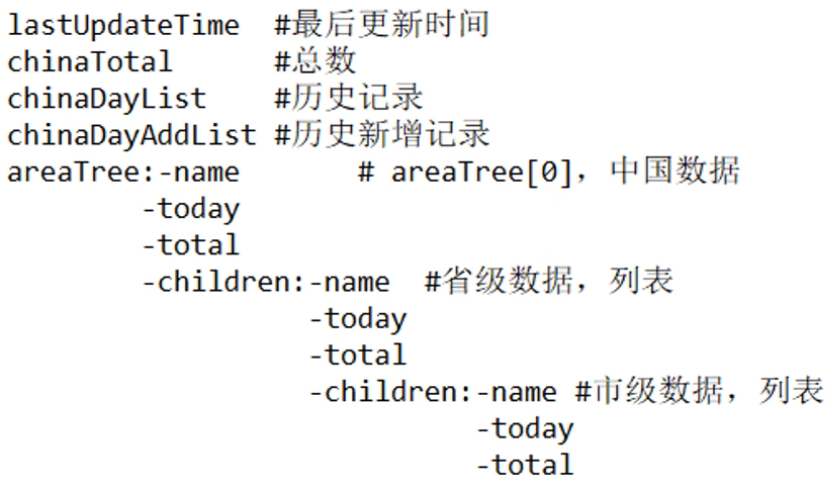 lastUpdateTime  #最后更新时间
chinaTotal      #总数
chinaDayList    #历史记录
chinaDayAddList #历史新增记录
areaTree:-name       # areaTree[0]，中国数据
        -today
        -total
        -children:-name  #省级数据，列表
                  -today
                  -total
                  -children:-name #市级数据，列表
                            -today
                            -total